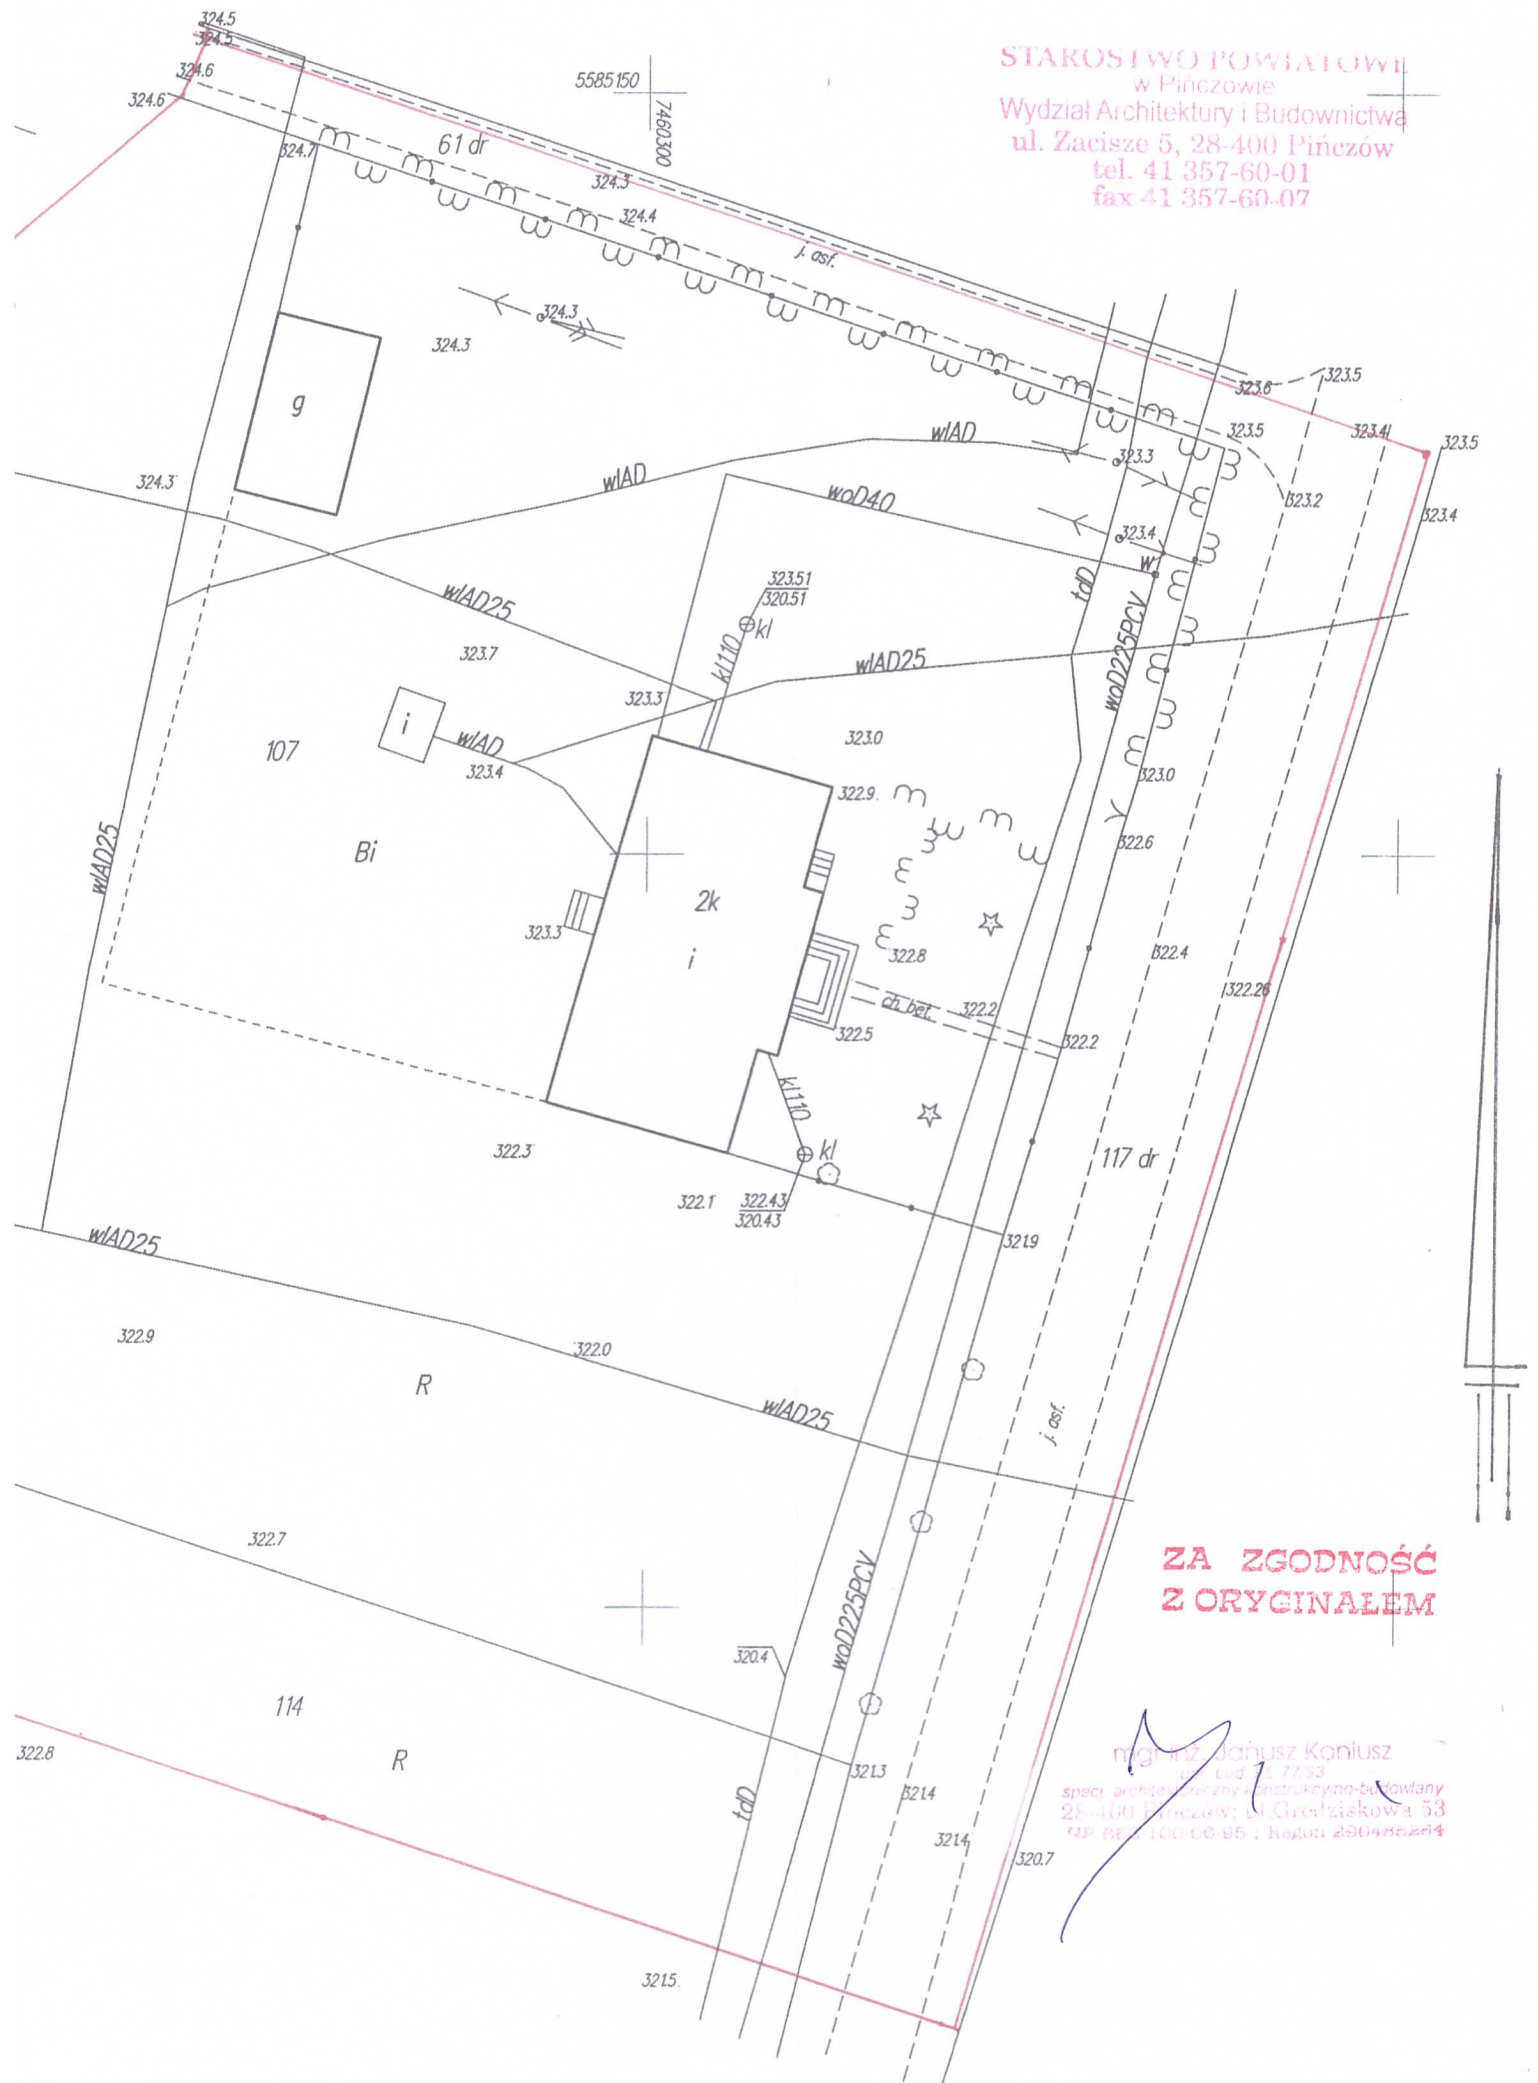 324.5
324.5
324.6
324.6
5585150
7460300
STAROSTWO POWIATOWE
w Pińczowie
Wydział Architektury i Budownictwa
ul. Zacisze 5, 28-400 Pińczów
tel. 41 357-60-01
fax 41 357-60-07
61 dr
324.7
324.3
324.4
j. asf.
324.3
324.3
g
323.6
323.5
323.5
323.4
323.5
wlAD
323.3
wlAD
324.3
woD40
323.2
323.4
323.4
w
tdD
323.51
320.51
kl
wlAD25
kl110
woD225PCV
323.7
wlAD25
323.3
i
107
wlAD
323.4
323.0
323.0
322.9
322.6
wlAD25
Bi
2k
i
323.3
322.8
322.4
322.26
ch. bet.
322.2
322.5
322.2
kl110
322.3
kl
117 dr
322.1
322.43
320.43
321.9
wlAD25
322.9
322.0
R
wlAD25
j. asf.
322.7
ZA ZGODNOŚĆ
Z ORYGINAŁEM
woD225PCV
320.4
114
322.8
R
321.3
321.4
tdD
321.4
320.7
321.5
mgr inż. Janusz Koniusz
speci. architektoniczny konstrukcyjno-budowlany
28-400 Pińczów; ul. Grodziskowa 53